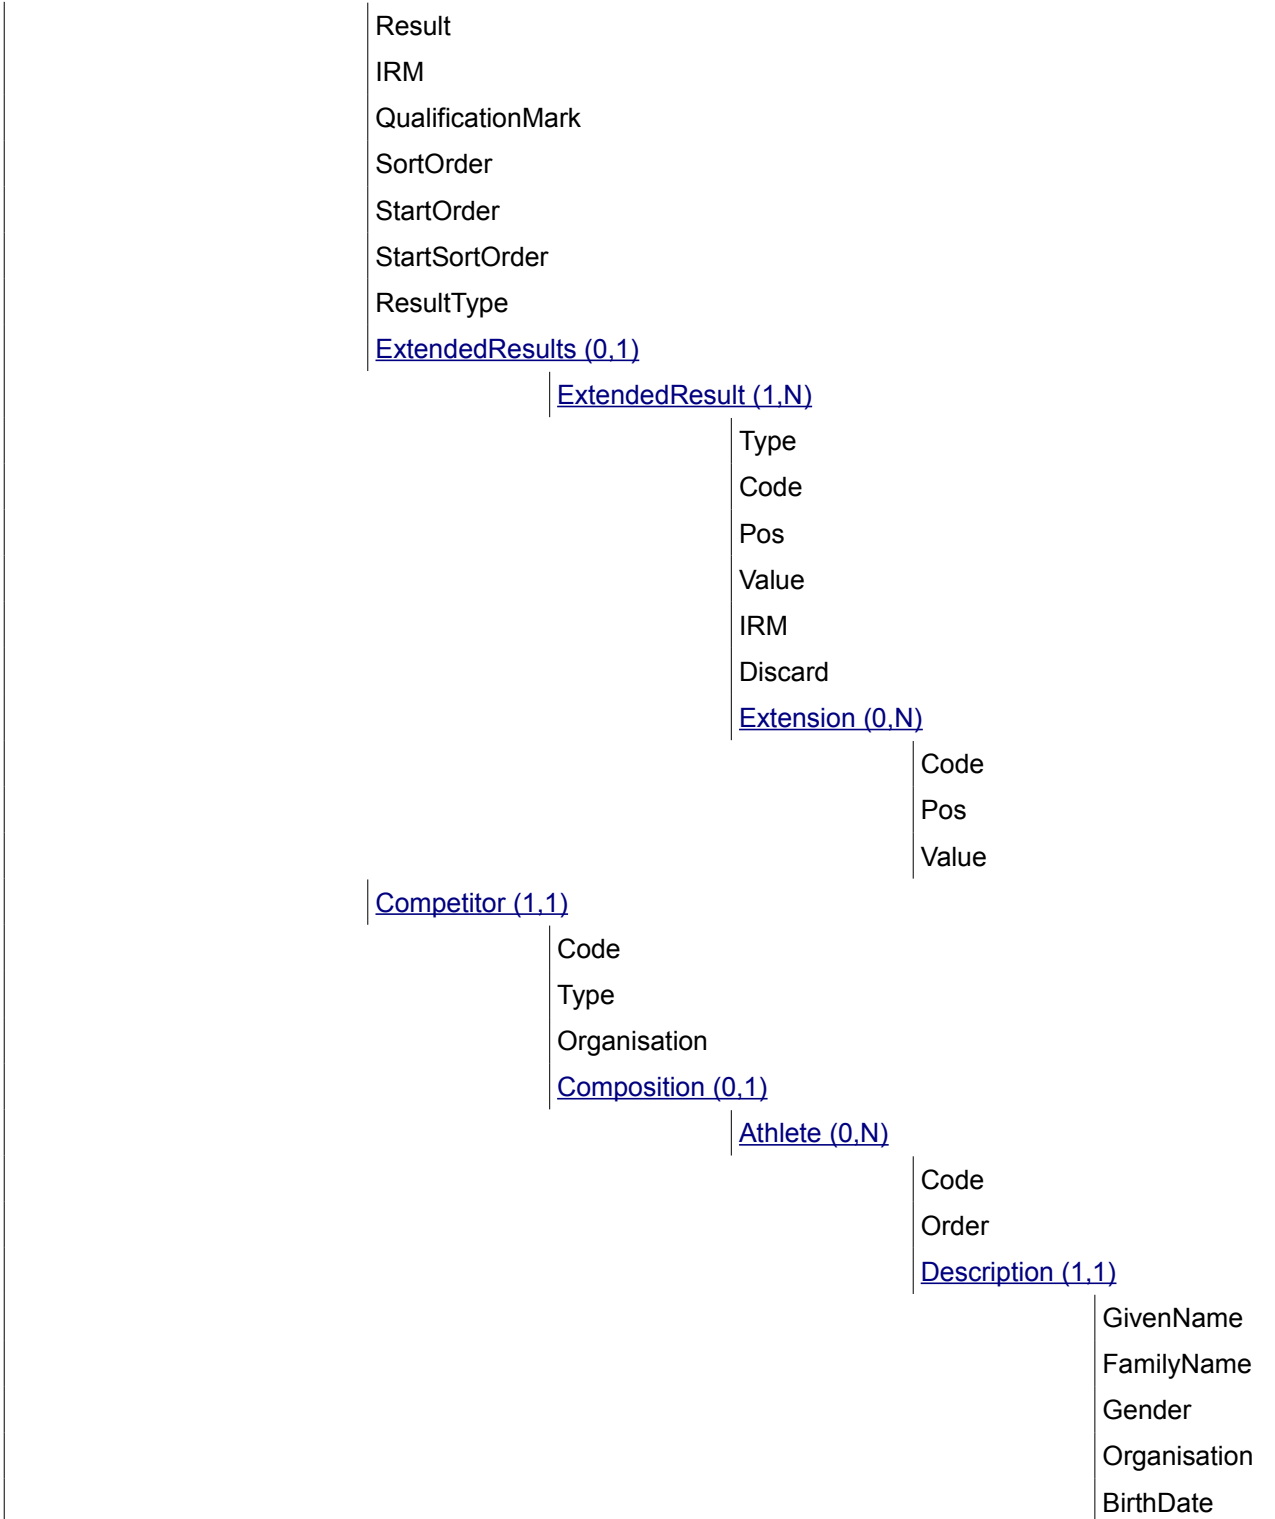 Result
IRM
QualificationMark
SortOrder
StartOrder
StartSortOrder
ResultType
ExtendedResults (0,1)
ExtendedResult (1,N)
Type
Code
Pos
Value
IRM
Discard
Extension (0,N)
Code
Pos
Value
Competitor (1,1)
Code
Type
Organisation
Composition (0,1)
Athlete (0,N)
Code
Order
Description (1,1)
GivenName
FamilyName
Gender
Organisation
BirthDate